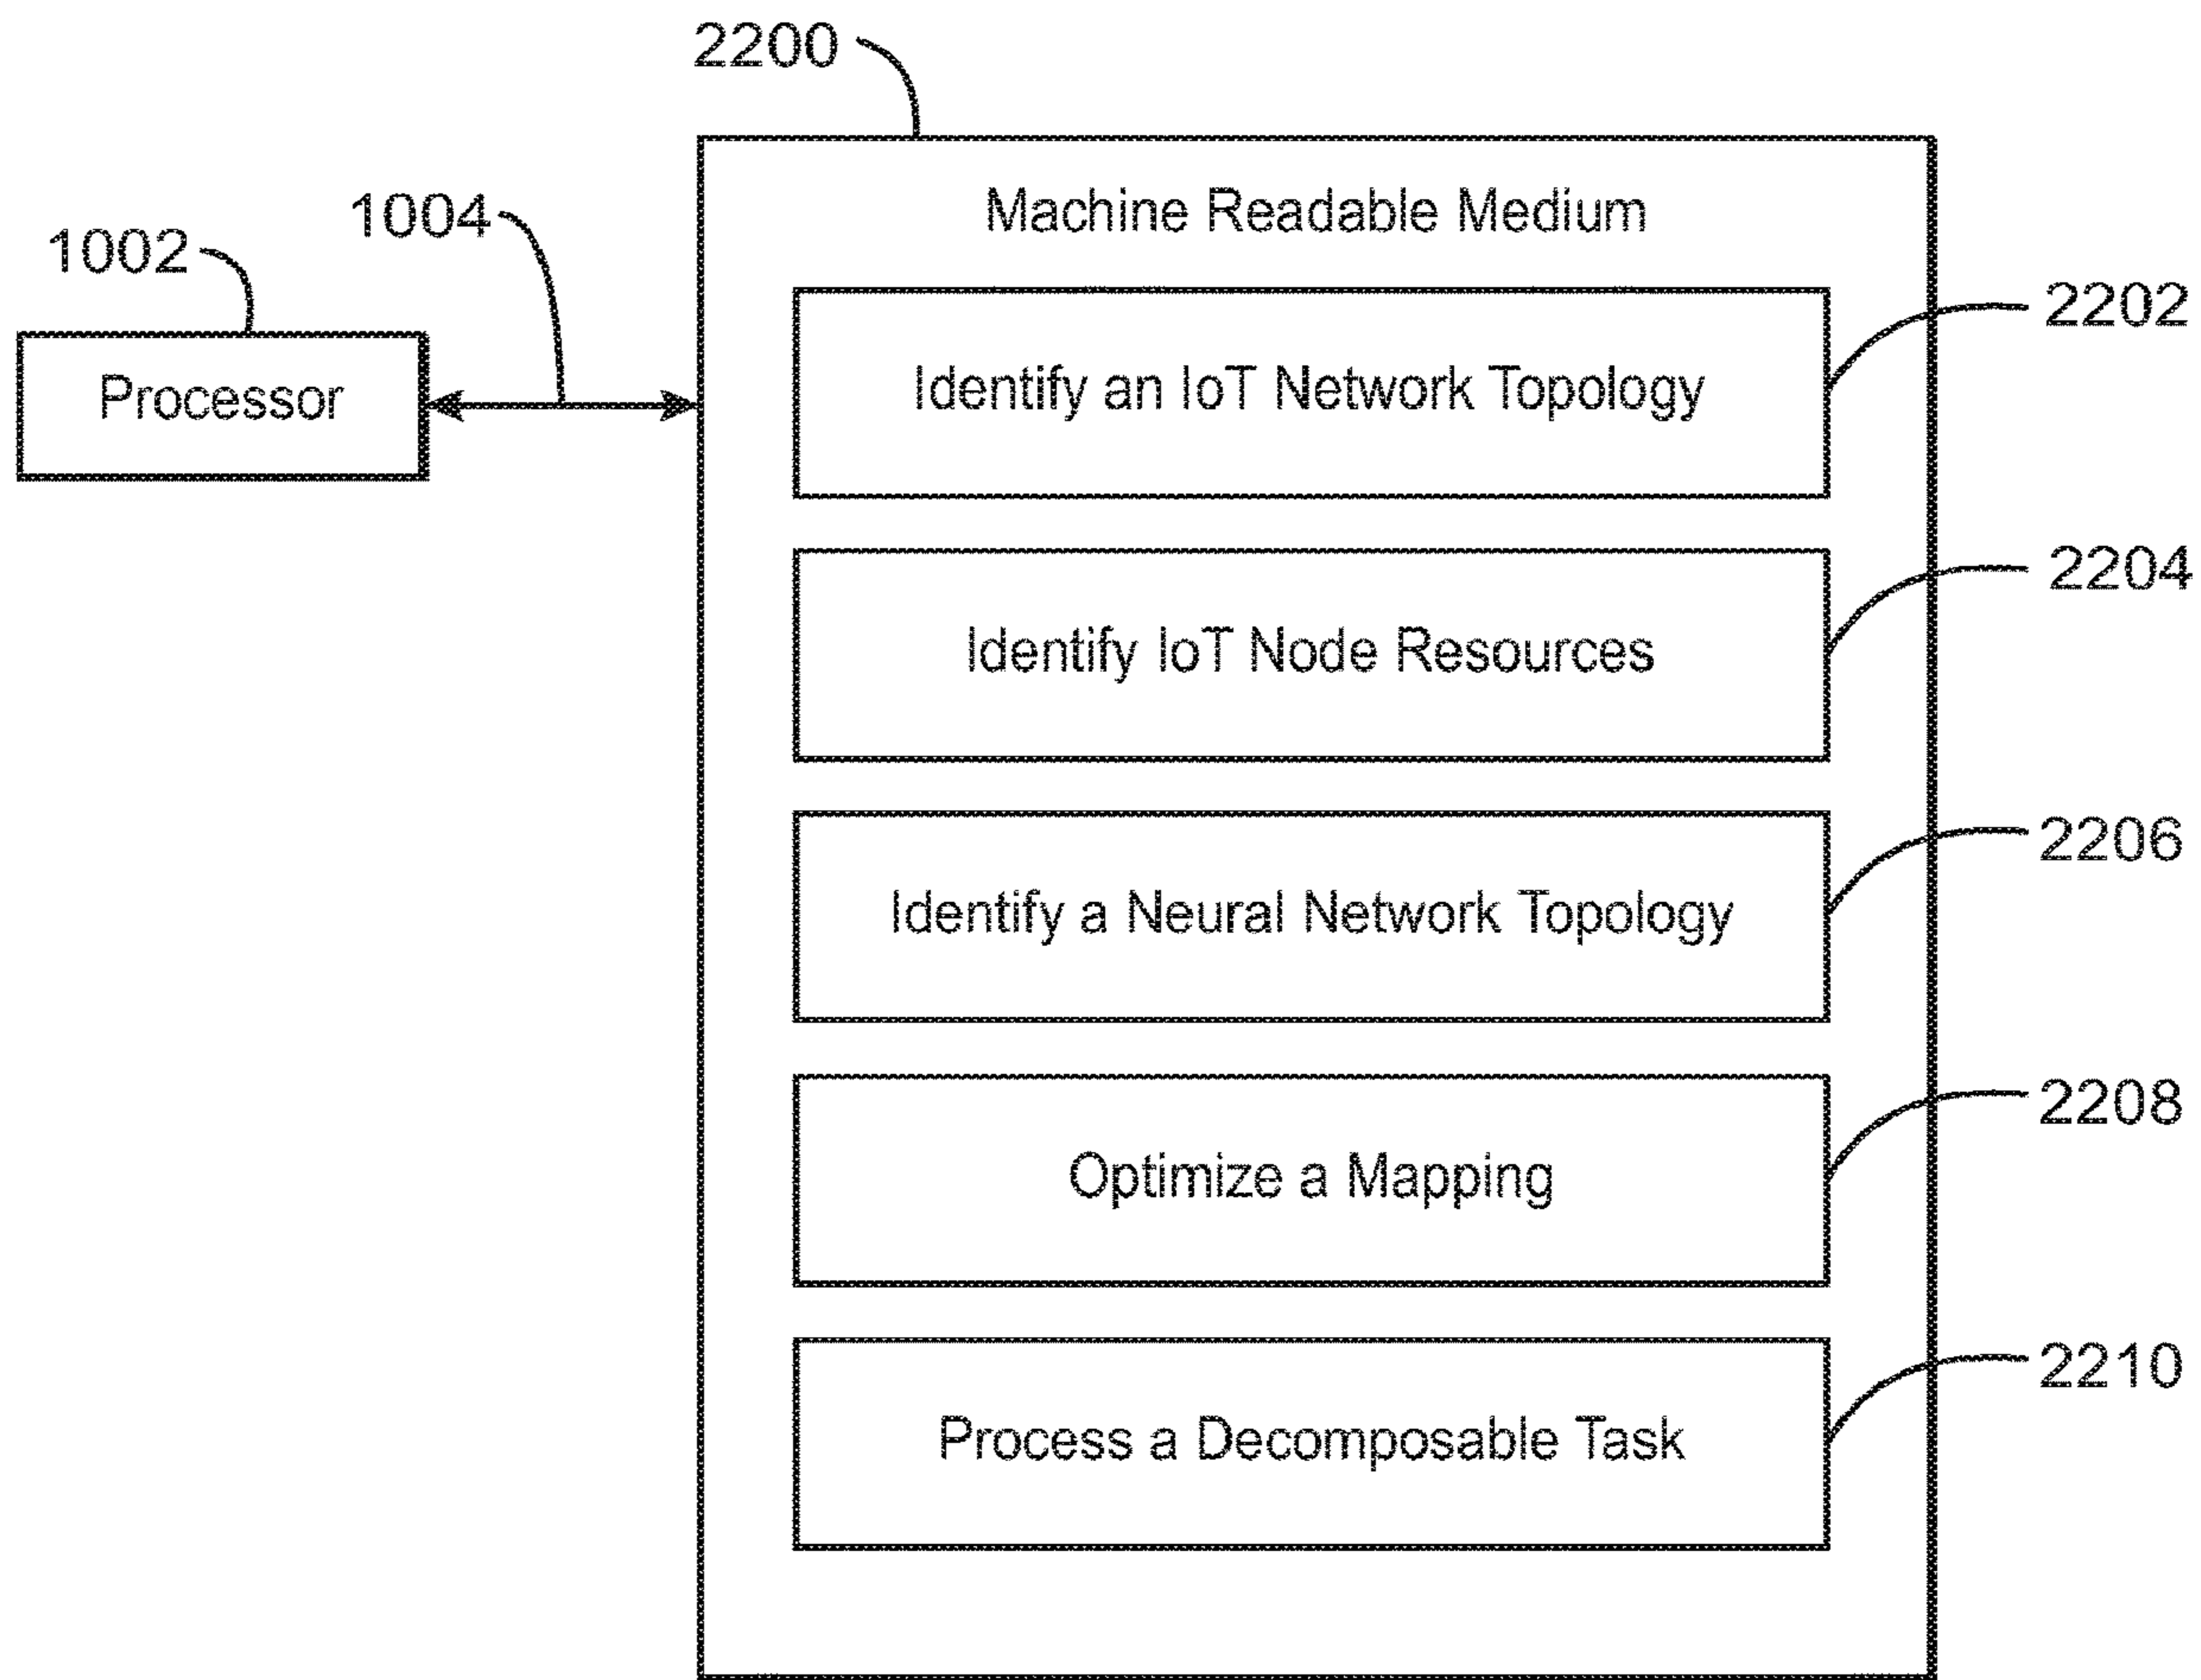 2200
Machine Readable Medium
1004
1002
Processor
Identify an IoT Network Topology
2202
Identify IoT Node Resources
2204
Identify a Neural Network Topology
2206
Optimize a Mapping
2208
Process a Decomposable Task
2210